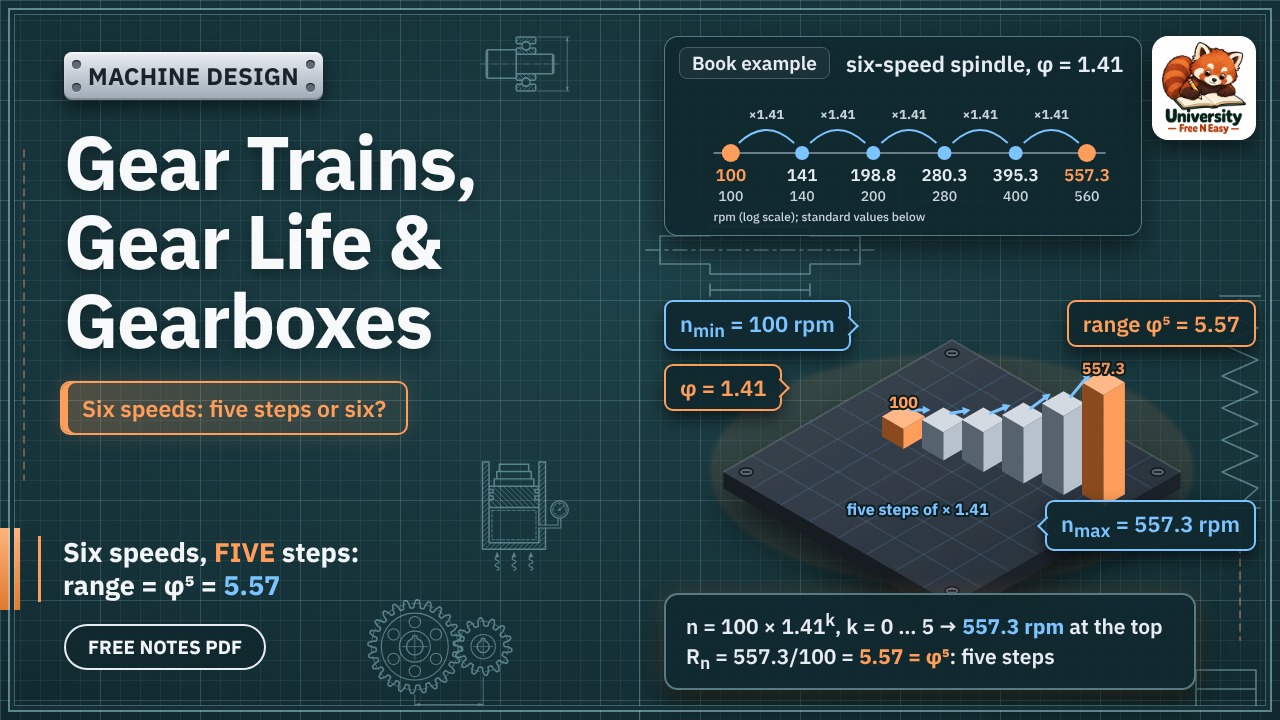 MACHINE DESIGN
Gear Trains,
Gear Life &
Gearboxes
Six speeds: five steps or six?
Six speeds, FIVE steps:
range = φ⁵ = 5.57
FREE NOTES PDF
Book example
six-speed spindle, φ = 1.41
×1.41 ×1.41 ×1.41 ×1.41 ×1.41
100 141 198.8 280.3 395.3 557.3
100 140 200 280 400 560
rpm (log scale); standard values below
University
Free N Easy
nmin = 100 rpm
range φ⁵ = 5.57
φ = 1.41
557.3
100
five steps of × 1.41
nmax = 557.3 rpm
n = 100 × 1.41ᵏ, k = 0 … 5 → 557.3 rpm at the top
Rn = 557.3/100 = 5.57 = φ⁵: five steps